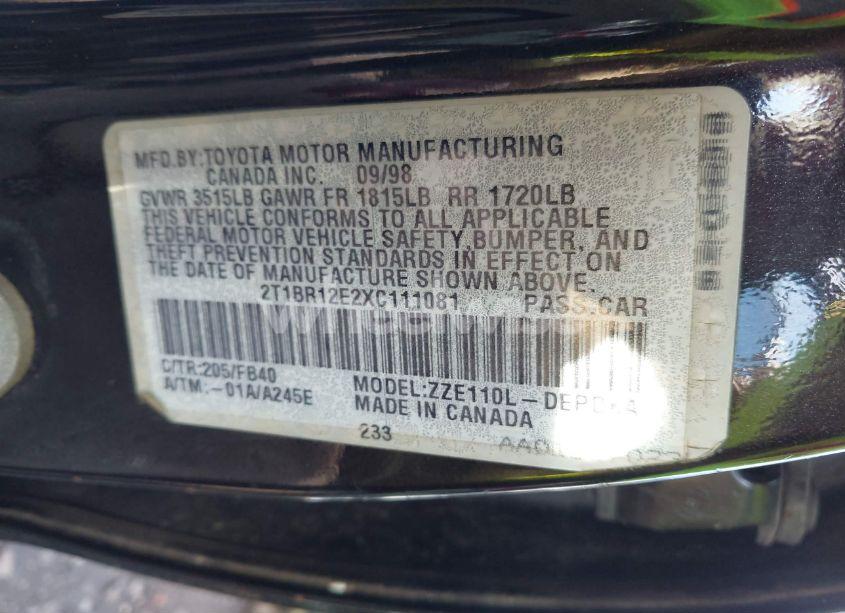 MFD.BY:TOYOTA MOTOR MANUFACTURING
CANADA INC. 09/98
GVWR 3515LB GAWR FR 1815LB RR 1720LB
THIS VEHICLE CONFORMS TO ALL APPLICABLE
FEDERAL MOTOR VEHICLE SAFETY,BUMPER, AND
THEFT PREVENTION STANDARDS IN EFFECT ON
THE DATE OF MANUFACTURE SHOWN ABOVE.
2T1BR12E2XC111081 PASS.CAR
C/TR:205/FB40
A/TM:-01A/A245E
MODEL:ZZE110L-DEPDKA
MADE IN CANADA
233